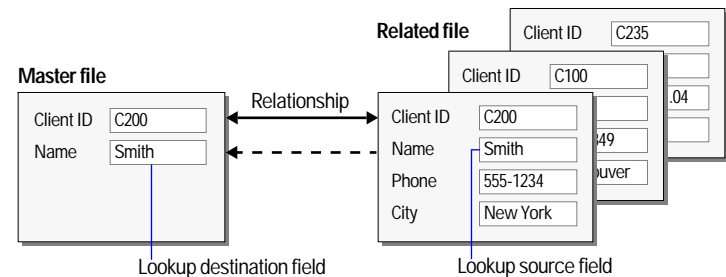 Related file
Client ID C235
.04
Client ID C100
349
ouver
Master file
Client ID C200
Name Smith
Relationship
Client ID C200
Name Smith
Phone 555-1234
City New York
Lookup destination field
Lookup source field